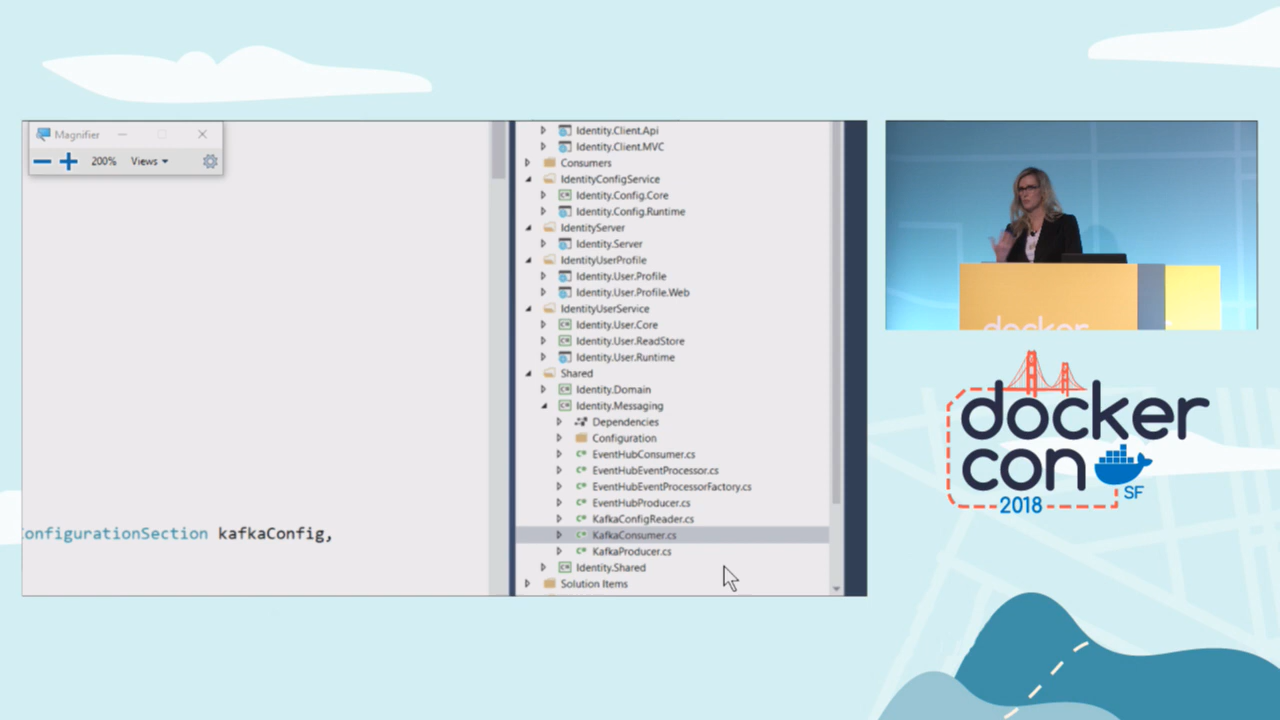 Magnifier
200% Views
onfigurationSection kafkaConfig,
Identity.Client.Api
Identity.Client.MVC
Consumers
IdentityConfigService
Identity.Config.Core
Identity.Config.Runtime
IdentityServer
Identity.Server
IdentityUserProfile
Identity.User.Profile
Identity.User.Profile.Web
IdentityUserService
Identity.User.Core
Identity.User.ReadStore
Identity.User.Runtime
Shared
Identity.Domain
Identity.Messaging
Dependencies
Configuration
C# EventHubConsumer.cs
C# EventHubEventProcessor.cs
C# EventHubEventProcessorFactory.cs
C# EventHubProducer.cs
C# KafkaConfigReader.cs
C# KafkaConsumer.cs
C# KafkaProducer.cs
Identity.Shared
Solution Items
docker
docker
con
SF
2018